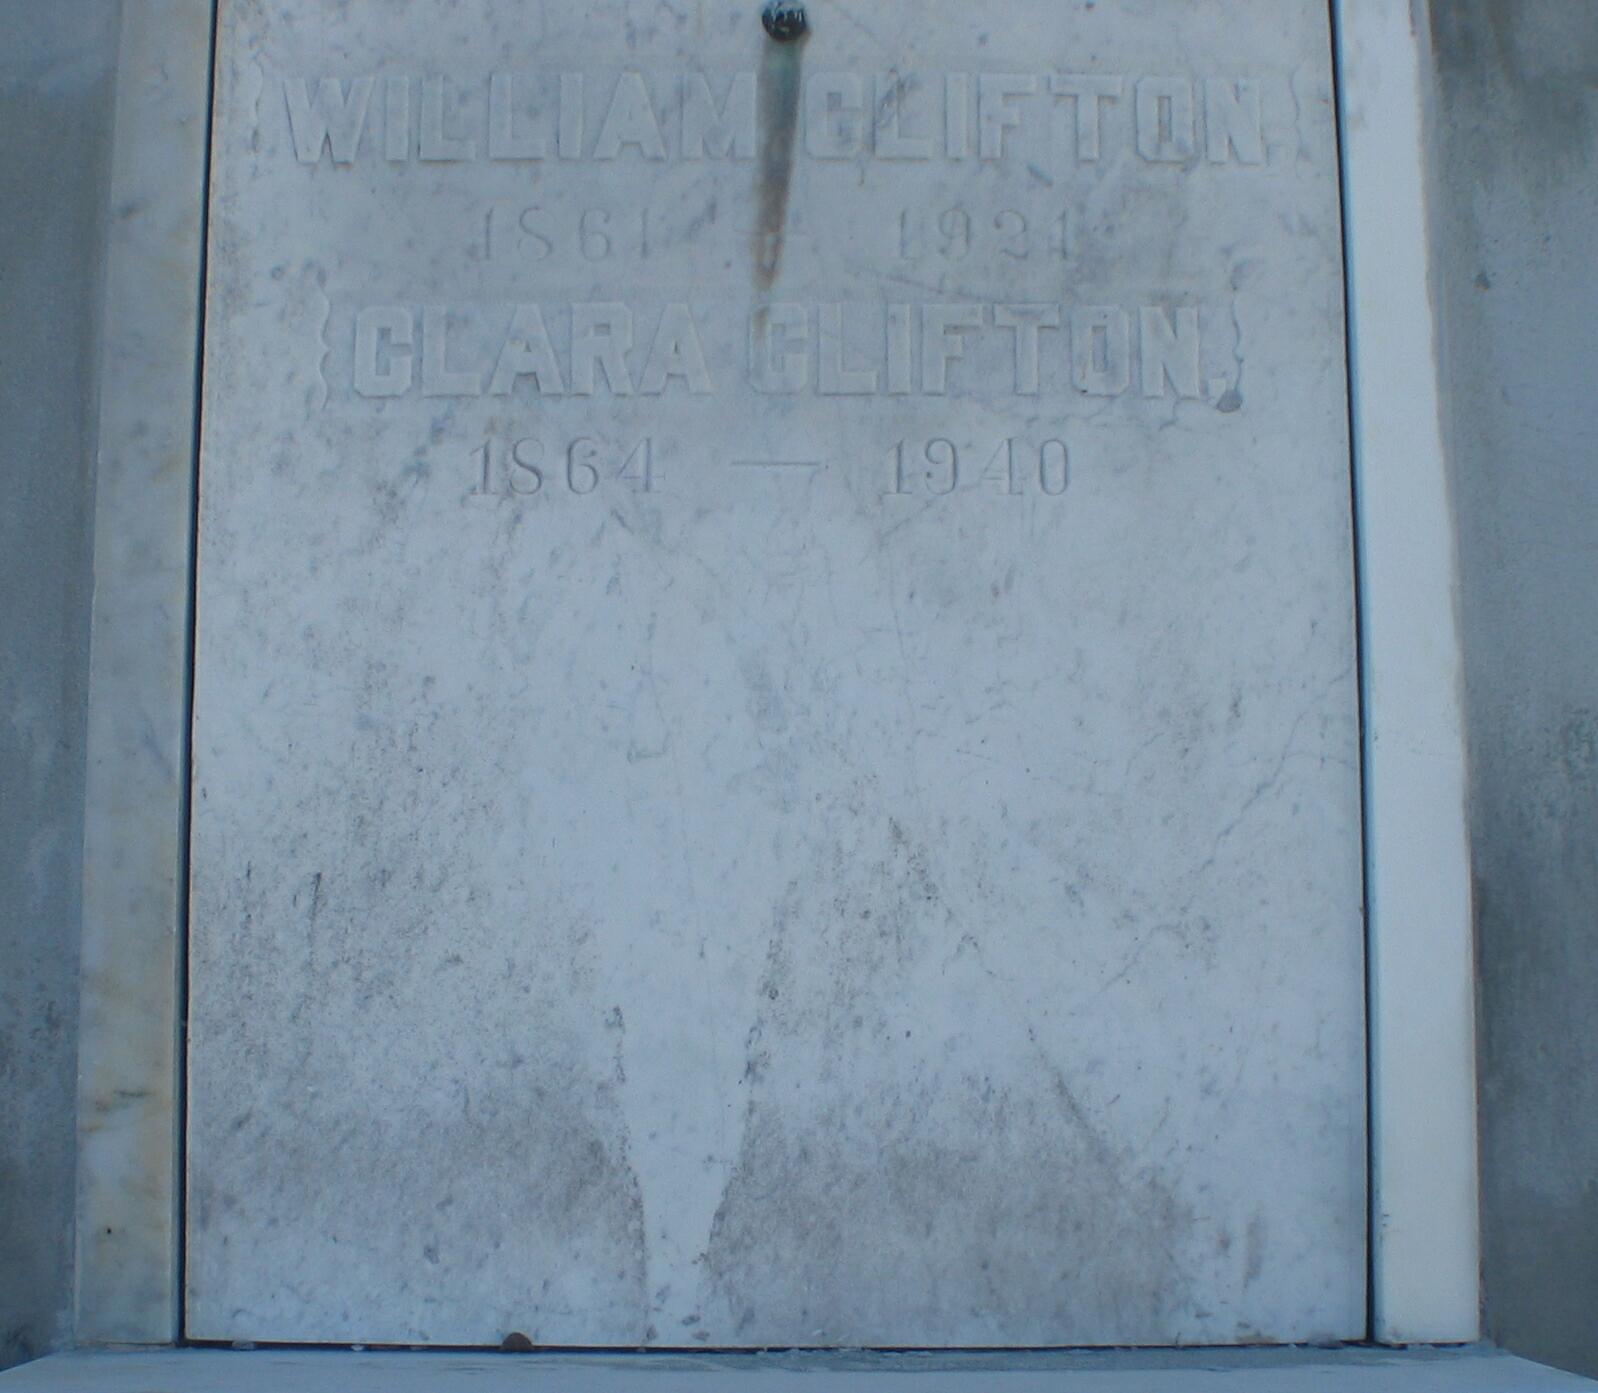 WILLIAM CLIFTON.
1861 — 1921
CLARA CLIFTON.
1864 — 1940